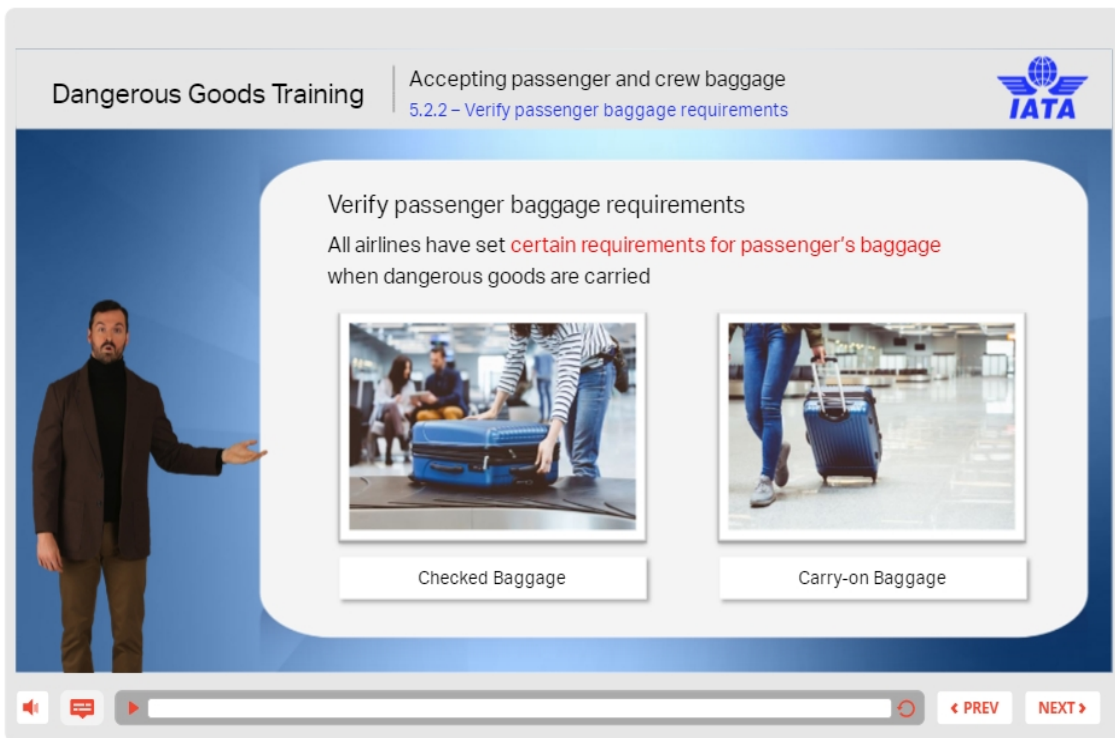 Dangerous Goods Training
Accepting passenger and crew baggage
5.2.2 – Verify passenger baggage requirements
IATA
Verify passenger baggage requirements
All airlines have set certain requirements for passenger's baggage
when dangerous goods are carried
Checked Baggage
Carry-on Baggage
‹ PREV
NEXT ›